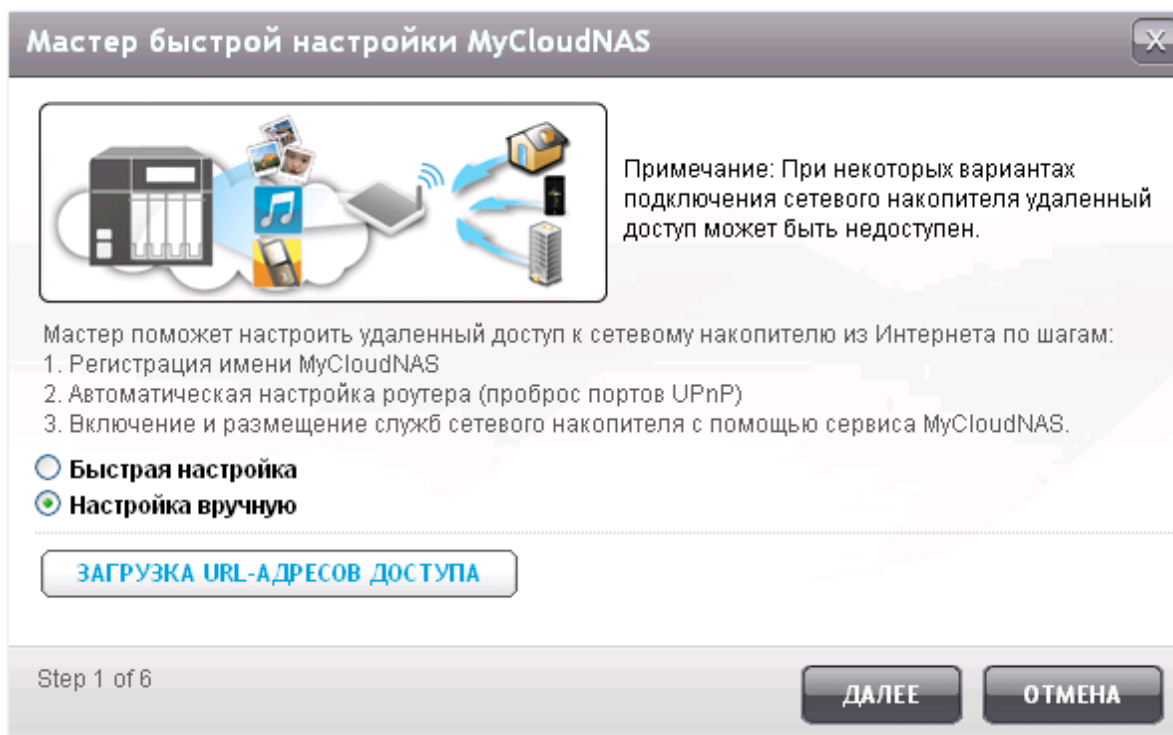 Мастер быстрой настройки MyCloudNAS
Примечание: При некоторых вариантах
подключения сетевого накопителя удаленный
доступ может быть недоступен.
Мастер поможет настроить удаленный доступ к сетевому накопителю из Интернета по шагам:
1. Регистрация имени MyCloudNAS
2. Автоматическая настройка роутера (проброс портов UPnP)
3. Включение и размещение служб сетевого накопителя с помощью сервиса MyCloudNAS.
Быстрая настройка
Настройка вручную
ЗАГРУЗКА URL-АДРЕСОВ ДОСТУПА
Step 1 of 6
ДАЛЕЕ
ОТМЕНА